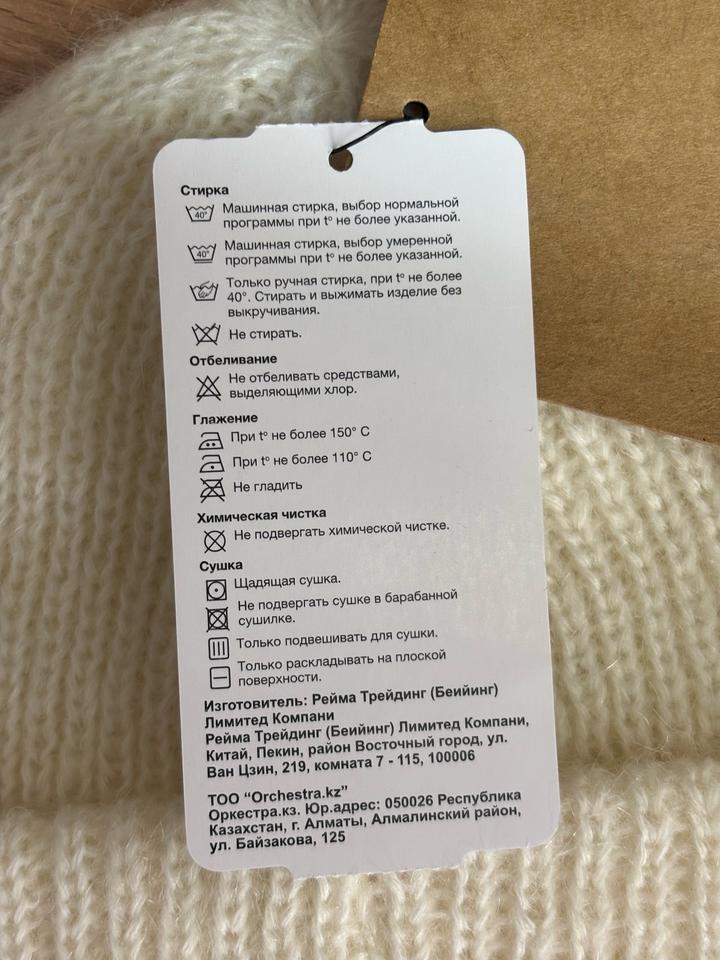 Стирка
40° Машинная стирка, выбор нормальной
программы при t° не более указанной.
40° Машинная стирка, выбор умеренной
программы при t° не более указанной.
Только ручная стирка, при t° не более
40°. Стирать и выжимать изделие без
выкручивания.
Не стирать.
Отбеливание
Не отбеливать средствами,
выделяющими хлор.
Глажение
При t° не более 150° C
При t° не более 110° C
Не гладить
Химическая чистка
Не подвергать химической чистке.
Сушка
Щадящая сушка.
Не подвергать сушке в барабанной
сушилке.
Только подвешивать для сушки.
Только раскладывать на плоской
поверхности.
Изготовитель: Рейма Трейдинг (Беийинг)
Лимитед Компани
Рейма Трейдинг (Беийинг) Лимитед Компани,
Китай, Пекин, район Восточный город, ул.
Ван Цзин, 219, комната 7 - 115, 100006
ТОО “Orchestra.kz”
Оркестра.кз. Юр.адрес: 050026 Республика
Казахстан, г. Алматы, Алмалинский район,
ул. Байзакова, 125